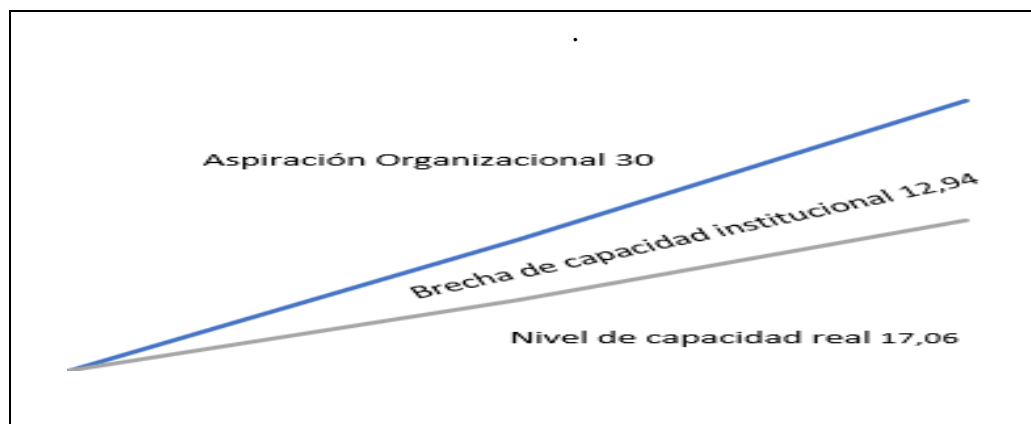 Aspiración Organizacional 30
Brecha de capacidad institucional 12,94
Nivel de capacidad real 17,06